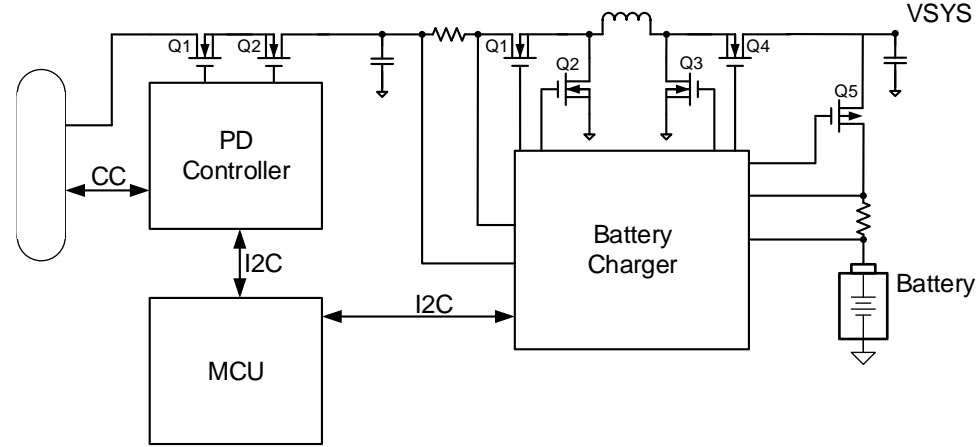 VSYS
Q1
Q2
Q1
Q4
Q2
Q3
Q5
PD
Controller
CC
Battery
Charger
I2C
I2C
Battery
MCU